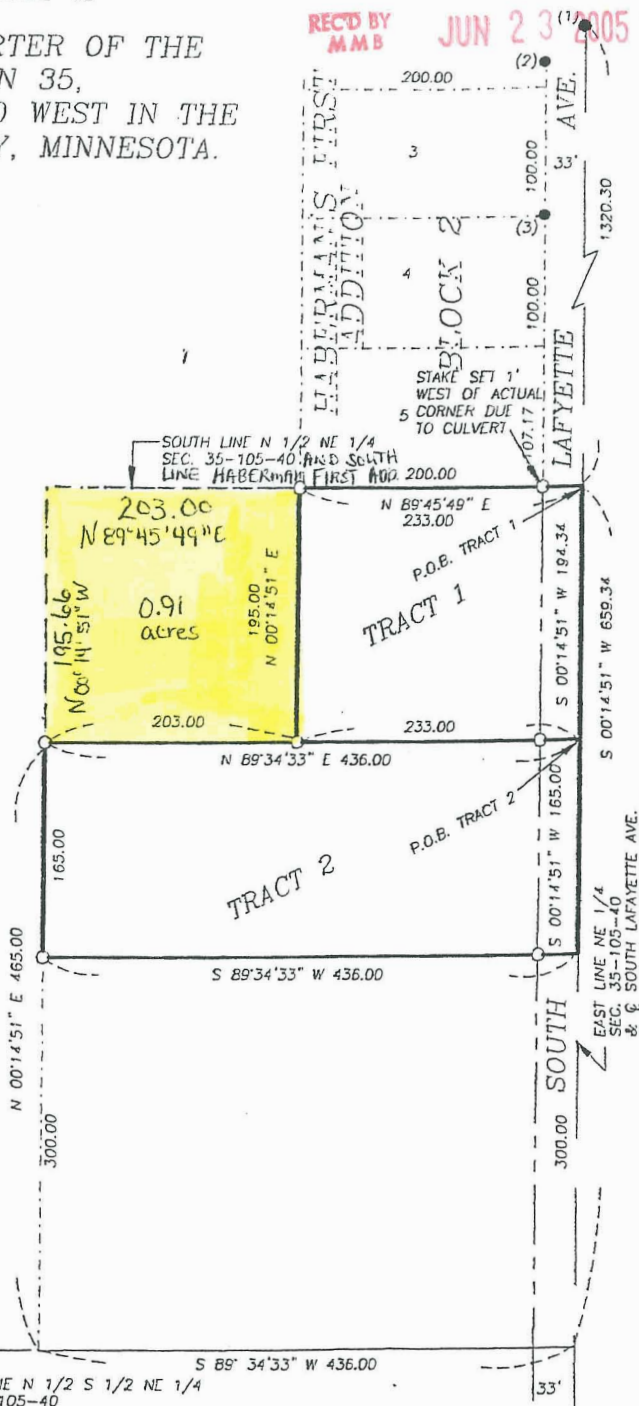 RTER OF THE
N 35,
O WEST IN THE
Y, MINNESOTA.
REC'D BY
MMB
JUN 23 2005
(1)
(2)
200.00
AVE.
HABERMAN'S FIRST
ADDITION
3
100.00
33'
1320.30
(3)
4
BLOCK 2
100.00
LAFYETTE
STAKE SET 1'
WEST OF ACTUAL
CORNER DUE
TO CULVERT
5
107.17
SOUTH LINE N 1/2 NE 1/4
SEC. 35-105-40 AND SOUTH
LINE HABERMAN FIRST ADD.
200.00
203.00
N 89°45'49" E
N 89°45'49" E
233.00
P.O.B. TRACT 1
195.66
N 00°14'51" W
0.91
acres
195.00
N 00°14'51" E
TRACT 1
S 00°14'51" W 194.34
S 00°14'51" W 659.34
203.00
233.00
N 89°34'33" E 436.00
P.O.B. TRACT 2
165.00
TRACT 2
S 00°14'51" W 165.00
S 89°34'33" W 436.00
N 00°14'51" E 465.00
EAST LINE NE 1/4
SEC. 35-105-40
& ℄ SOUTH LAFAYETTE AVE.
SOUTH
300.00
300.00
S 89° 34'33" W 436.00
NE N 1/2 S 1/2 NE 1/4
105-40
33'